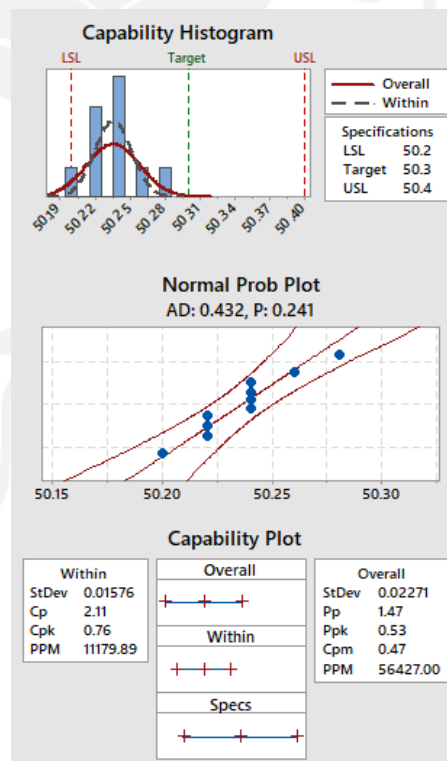 Capability Histogram
LSL Target USL
Overall
Within
Specifications
LSL 50.2
Target 50.3
USL 50.4
50.19 50.22 50.25 50.28 50.31 50.34 50.37 50.40
Normal Prob Plot
AD: 0.432, P: 0.241
50.15 50.20 50.25 50.30
Capability Plot
Within
StDev 0.01576
Cp 2.11
Cpk 0.76
PPM 11179.89
Overall
Within
Specs
Overall
StDev 0.02271
Pp 1.47
Ppk 0.53
Cpm 0.47
PPM 56427.00